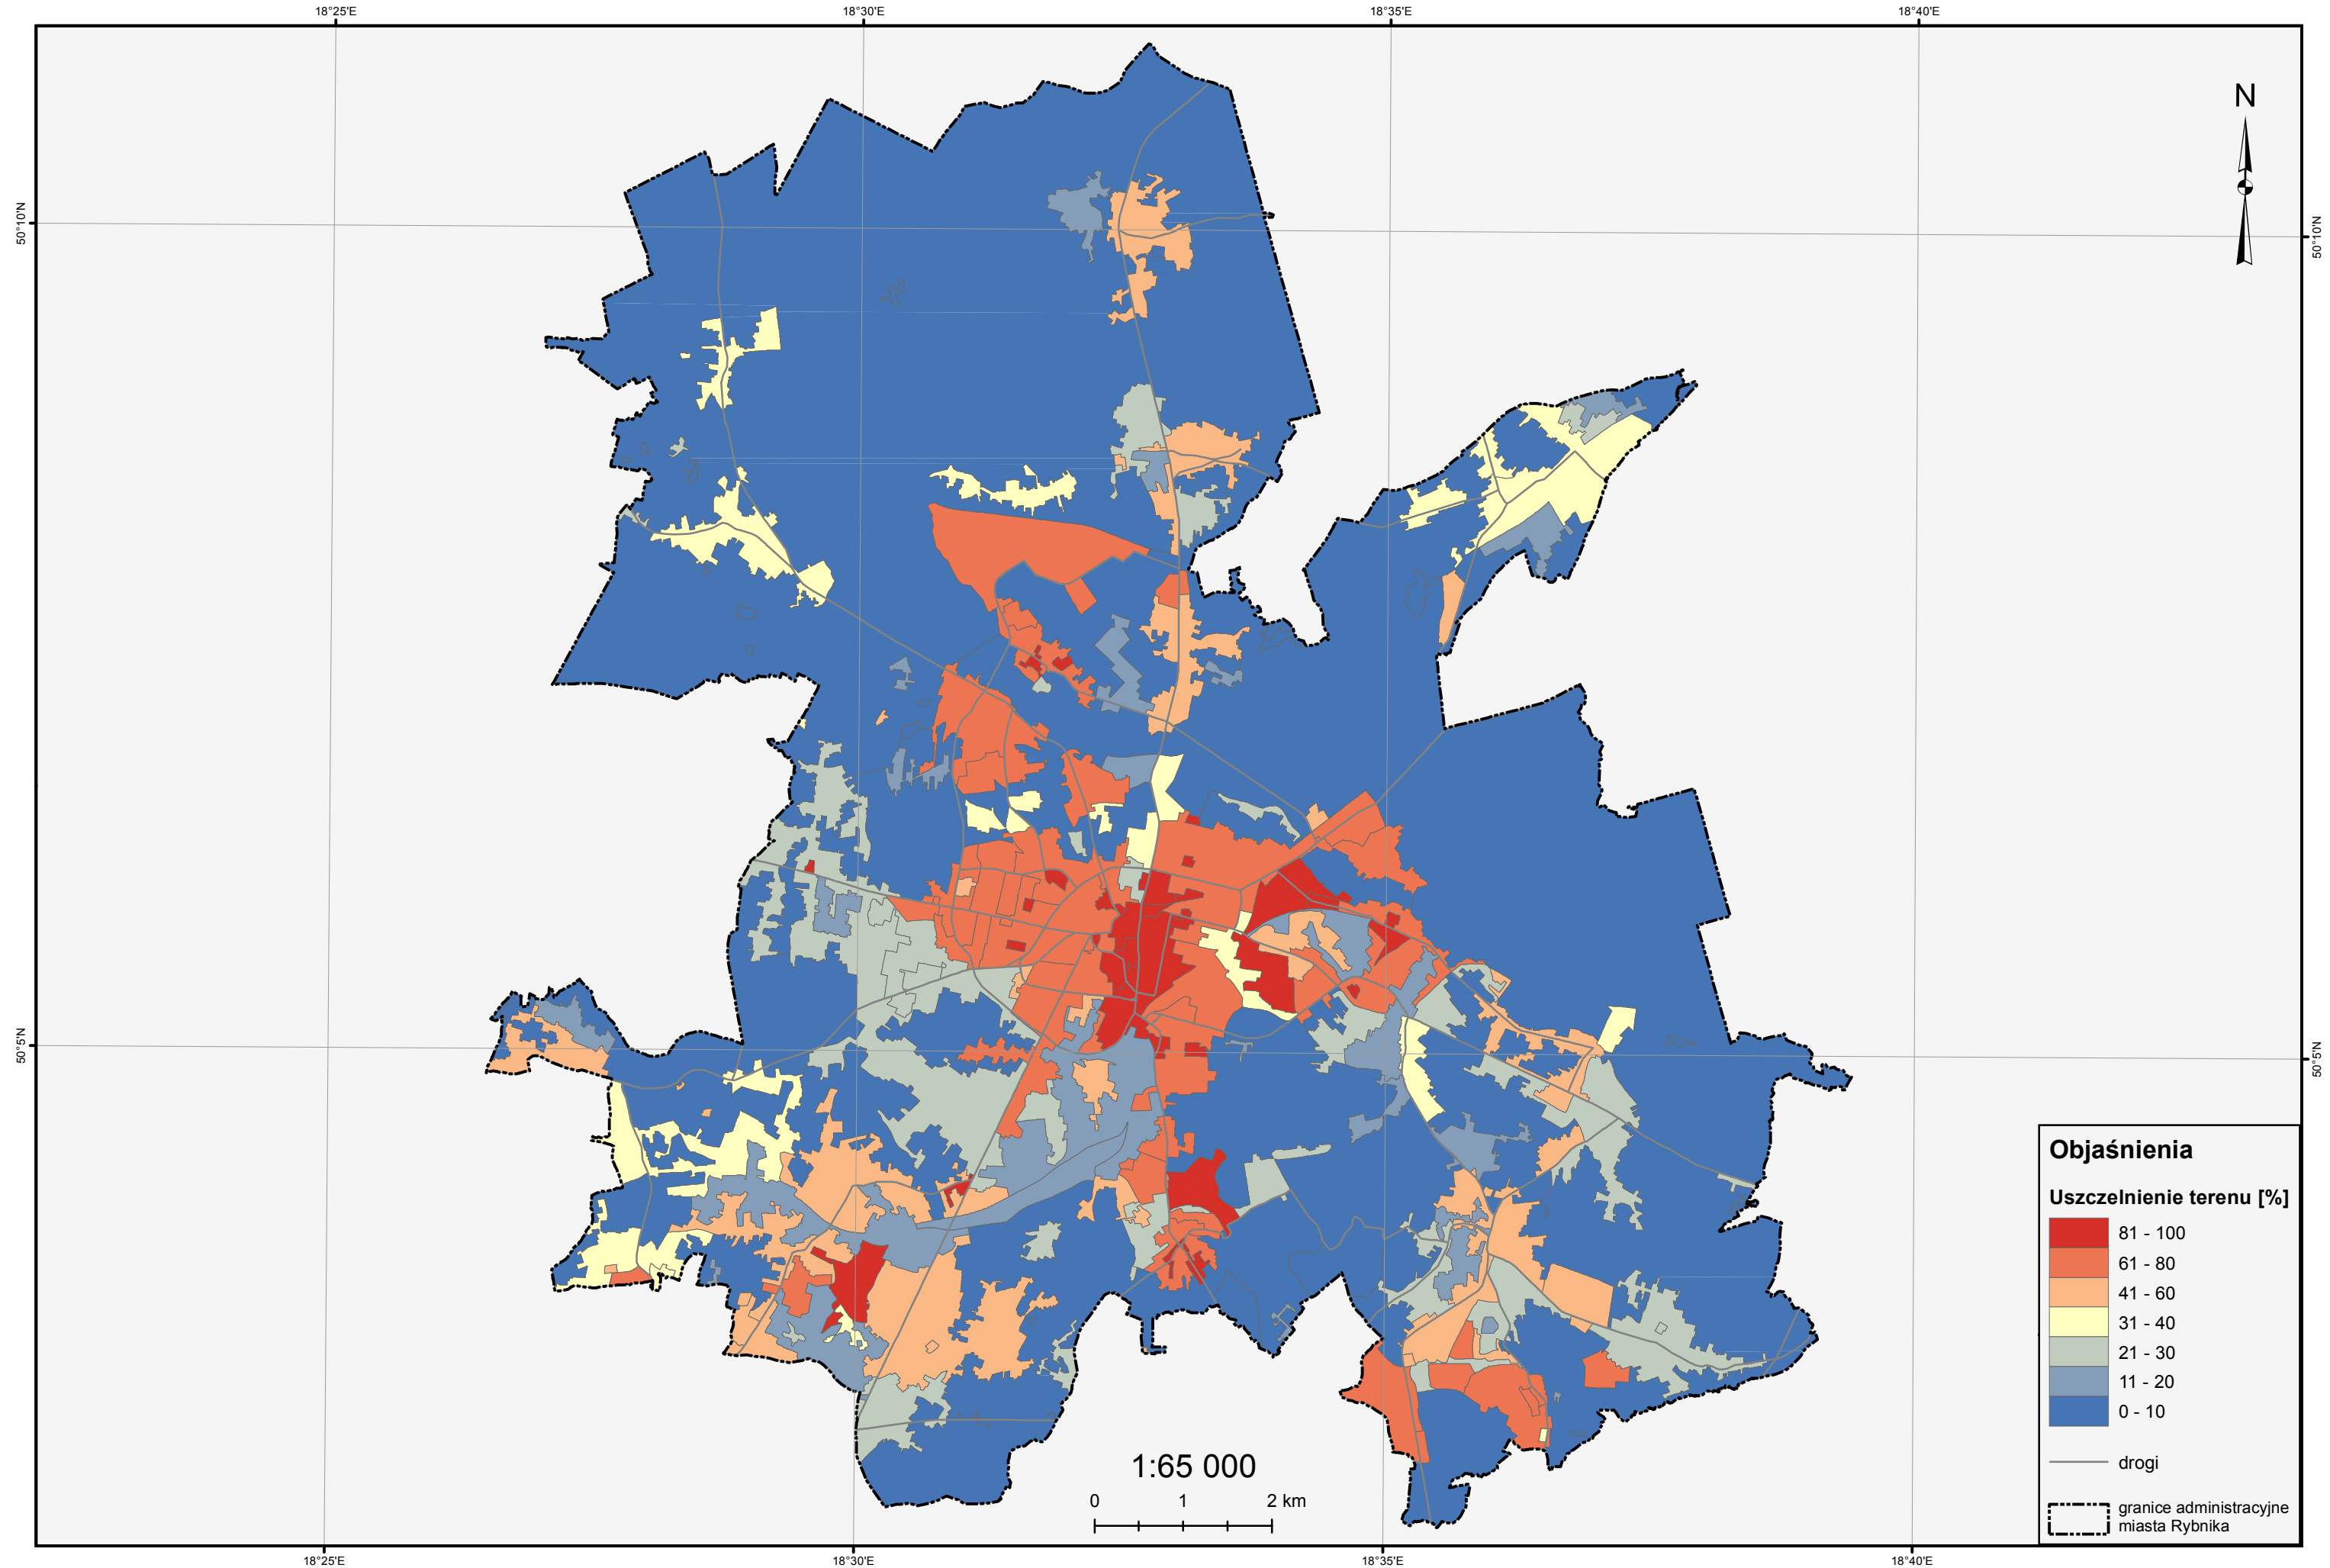 18°25'E
18°30'E
18°35'E
18°40'E
N
50°10'N
50°10'N
50°5'N
50°5'N
Objaśnienia
Uszczelnienie terenu [%]
81 - 100
61 - 80
41 - 60
31 - 40
21 - 30
11 - 20
0 - 10
drogi
granice administracyjne
miasta Rybnika
1:65 000
0 1 2 km
18°25'E
18°30'E
18°35'E
18°40'E